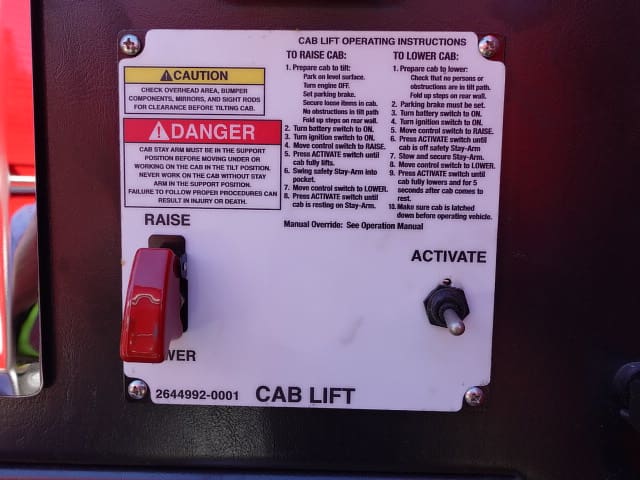 CAB LIFT OPERATING INSTRUCTIONS
CAUTION
CHECK OVERHEAD AREA, BUMPER
COMPONENTS, MIRRORS, AND SIGHT RODS
FOR CLEARANCE BEFORE TILTING CAB.
DANGER
CAB STAY ARM MUST BE IN THE SUPPORT
POSITION BEFORE MOVING UNDER OR
WORKING ON THE CAB IN THE TILT POSITION.
NEVER WORK ON THE CAB WITHOUT STAY
ARM IN THE SUPPORT POSITION.
FAILURE TO FOLLOW PROPER PROCEDURES CAN
RESULT IN INJURY OR DEATH.
TO RAISE CAB:
1. Prepare cab to tilt:
Park on level surface.
Turn engine OFF.
Set parking brake.
Secure loose items in cab.
No obstructions in tilt path
Fold up steps on rear wall.
2. Turn battery switch to ON.
3. Turn ignition switch to ON.
4. Move control switch to RAISE.
5. Press ACTIVATE switch until
cab fully lifts.
6. Swing safety Stay-Arm into
pocket.
7. Move control switch to LOWER.
8. Press ACTIVATE switch until
cab is resting on Stay-Arm.
TO LOWER CAB:
1. Prepare cab to lower:
Check that no persons or
obstructions are in tilt path.
Fold up steps on rear wall.
2. Parking brake must be set.
3. Turn battery switch to ON.
4. Turn ignition switch to ON.
5. Move control switch to RAISE.
6. Press ACTIVATE switch until
cab is off safety Stay-Arm
7. Stow and secure Stay-Arm.
8. Move control switch to LOWER.
9. Press ACTIVATE switch until
cab fully lowers and for 5
seconds after cab comes to
rest.
10. Make sure cab is latched
down before operating vehicle.
Manual Override: See Operation Manual
RAISE
ACTIVATE
WER
2644992-0001
CAB LIFT